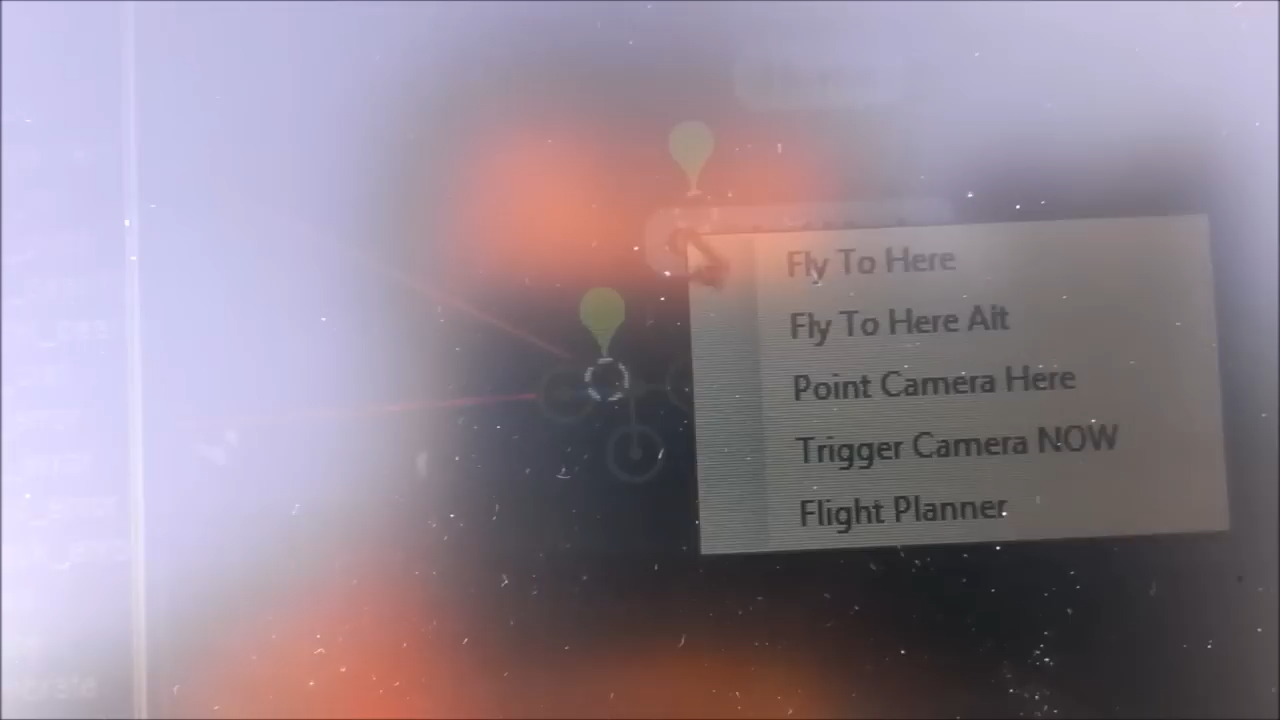 Fly To Here
Fly To Here Alt
Point Camera Here
Trigger Camera NOW
Flight Planner